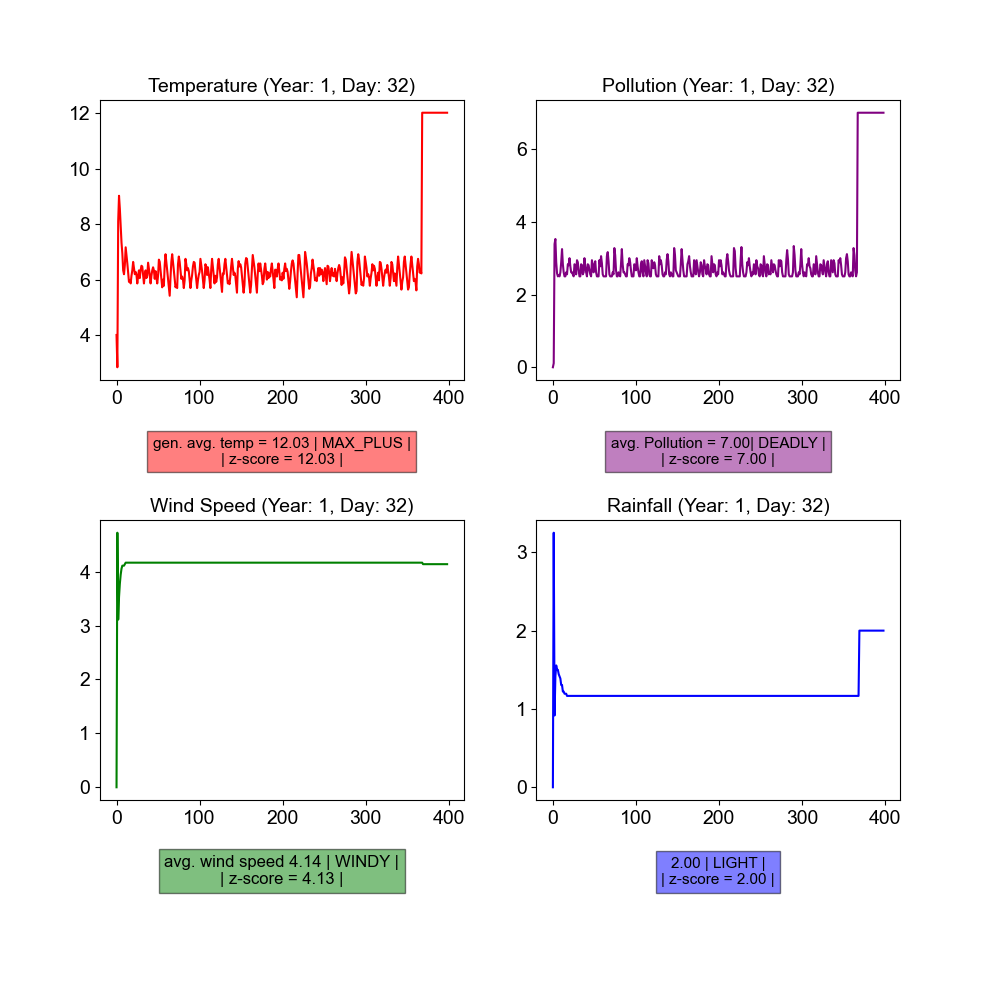 Temperature (Year: 1, Day: 32)
12
10
8
6
4
0 100 200 300 400
gen. avg. temp = 12.03 | MAX_PLUS |
| z-score = 12.03 |
Pollution (Year: 1, Day: 32)
6
4
2
0
0 100 200 300 400
avg. Pollution = 7.00| DEADLY |
| z-score = 7.00 |
Wind Speed (Year: 1, Day: 32)
4
3
2
1
0
0 100 200 300 400
avg. wind speed 4.14 | WINDY |
| z-score = 4.13 |
Rainfall (Year: 1, Day: 32)
3
2
1
0
0 100 200 300 400
2.00 | LIGHT |
| z-score = 2.00 |